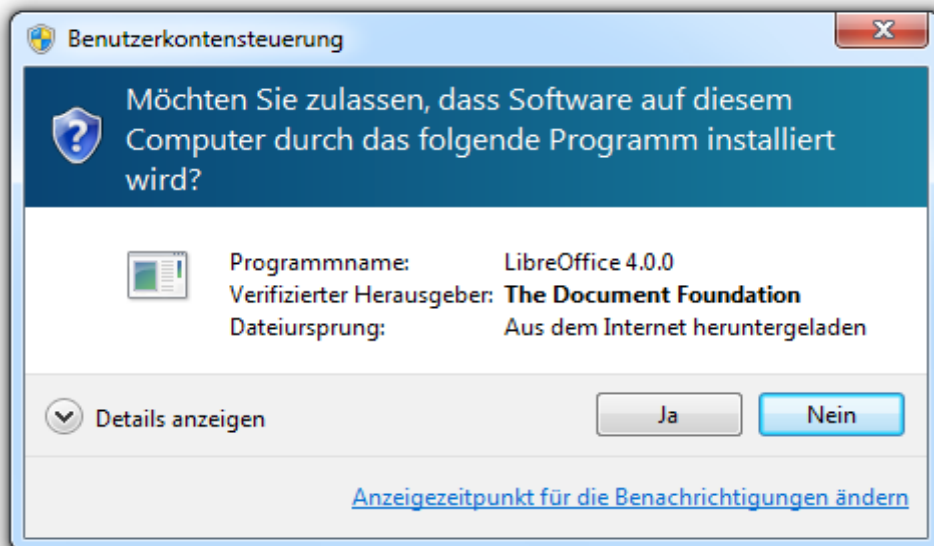 Benutzerkontensteuerung
Möchten Sie zulassen, dass Software auf diesem
Computer durch das folgende Programm installiert
wird?
Programmname: LibreOffice 4.0.0
Verifizierter Herausgeber: The Document Foundation
Dateiursprung: Aus dem Internet heruntergeladen
Details anzeigen Ja Nein
Anzeigezeitpunkt für die Benachrichtigungen ändern